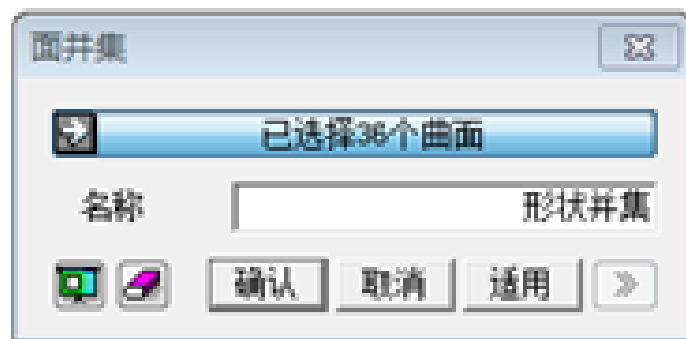 面并集
已选择36个曲面
名称 形状并集
确认 取消 适用